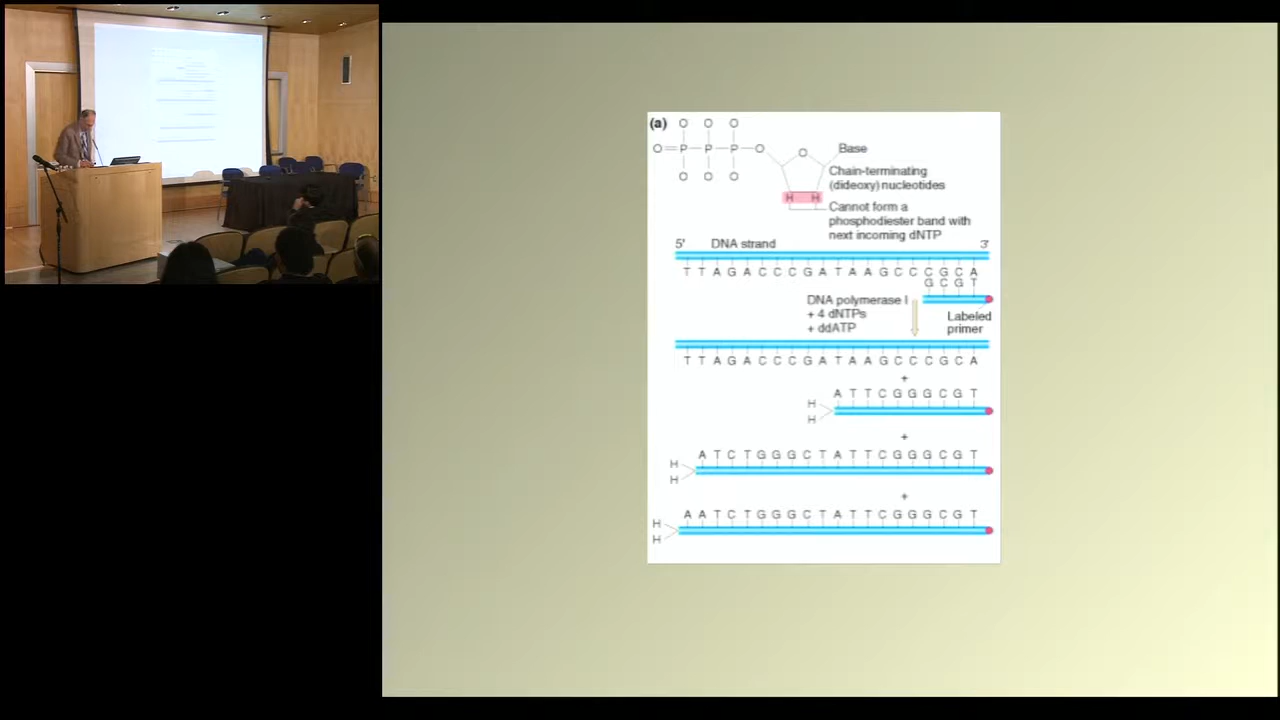 (a)
O O O
O=P—P—P—O O Base
O O O
Chain-terminating
(dideoxy) nucleotides
H H
Cannot form a
phosphodiester band with
next incoming dNTP
5' DNA strand 3'
T T A G A C C C G A T A A G C C C G C A
G C G T
DNA polymerase I
+ 4 dNTPs
+ ddATP
Labeled
primer
T T A G A C C C G A T A A G C C C G C A
+
A T T C G G G C G T
H
H
+
A T C T G G G C T A T T C G G G C G T
H
H
+
A A T C T G G G C T A T T C G G G C G T
H
H